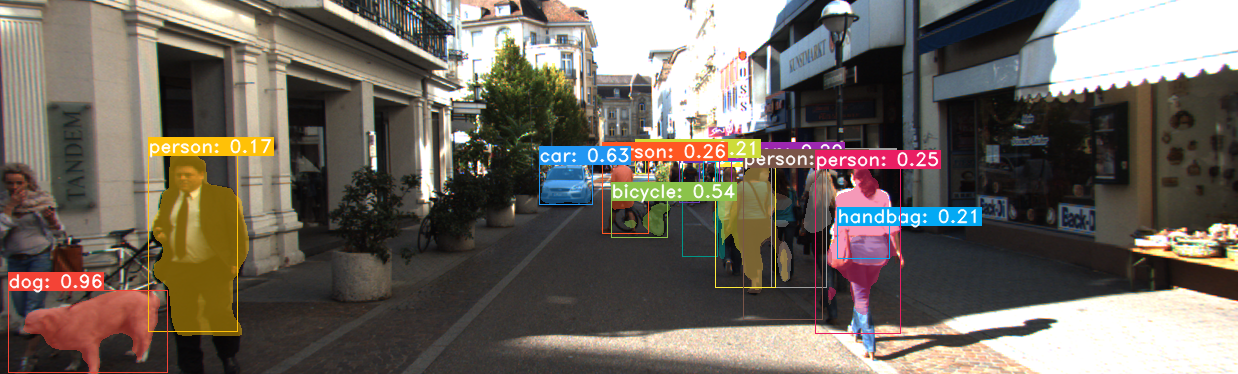 TANDEM
person: 0.17
dog: 0.96
car: 0.63
son: 0.26
.21
bicycle: 0.54
person:
person: 0.25
handbag: 0.21
KUNSTMARKT
Back-
Back-